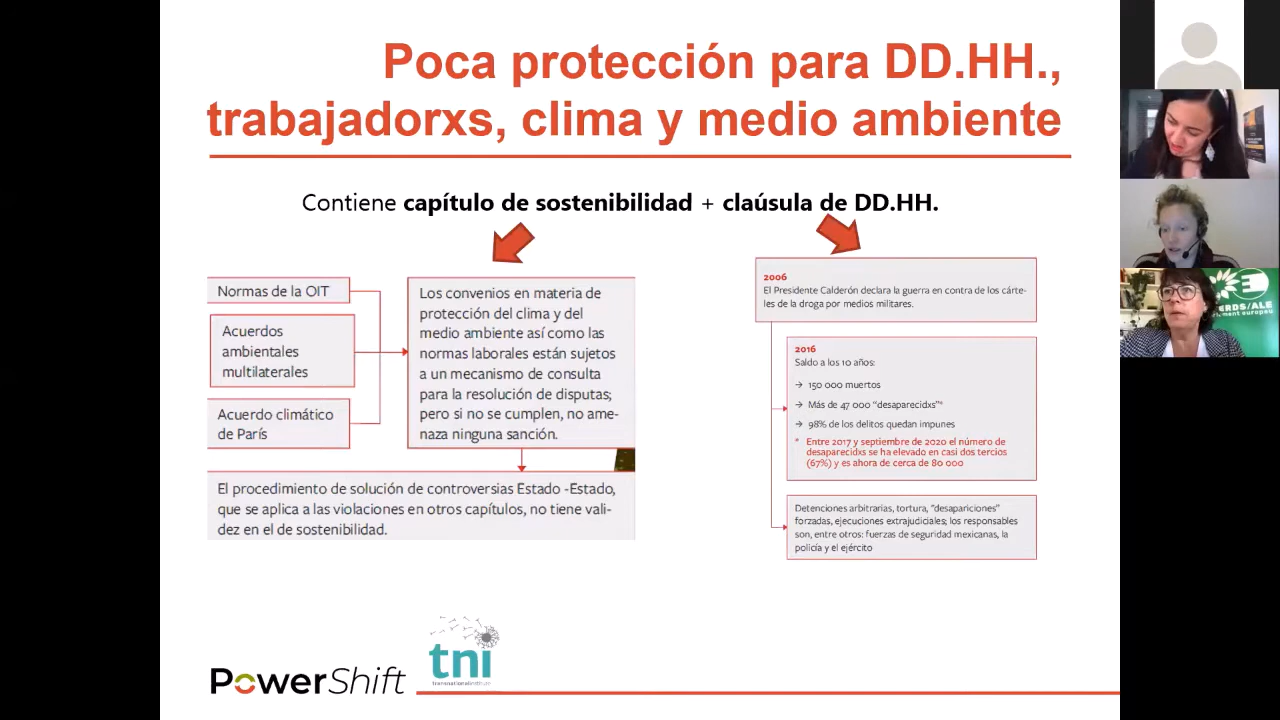 Poca protección para DD.HH.,
trabajadorxs, clima y medio ambiente
Contiene capítulo de sostenibilidad + claúsula de DD.HH.
Normas de la OIT
Acuerdos
ambientales
multilaterales
Acuerdo climático
de París
Los convenios en materia de
protección del clima y del
medio ambiente así como las
normas laborales están sujetos
a un mecanismo de consulta
para la resolución de disputas;
pero si no se cumplen, no ame-
naza ninguna sanción.
El procedimiento de solución de controversias Estado -Estado,
que se aplica a las violaciones en otros capítulos, no tiene vali-
dez en el de sostenibilidad.
2006
El Presidente Calderón declara la guerra en contra de los cárte-
les de la droga por medios militares.
2016
Saldo a los 10 años:
→ 150 000 muertos
→ Más de 47 000 “desaparecidxs”*
→ 98% de los delitos quedan impunes
* Entre 2017 y septiembre de 2020 el número de
desaparecidxs se ha elevado en casi dos tercios
(67%) y es ahora de cerca de 80 000
Detenciones arbitrarias, tortura, “desapariciones”
forzadas, ejecuciones extrajudiciales; los responsables
son, entre otros: fuerzas de seguridad mexicanas, la
policía y el ejército
PowerShift
tni
transnationalinstitute